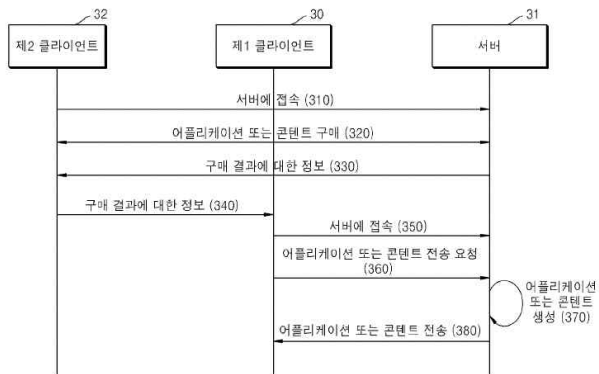 32
30
31
제2 클라이언트
제1 클라이언트
서버
서버에 접속 (310)
어플리케이션 또는 콘텐트 구매 (320)
구매 결과에 대한 정보 (330)
구매 결과에 대한 정보 (340)
서버에 접속 (350)
어플리케이션 또는 콘텐트 전송 요청
(360)
어플리케이션
또는 콘텐트
생성 (370)
어플리케이션 또는 콘텐트 전송 (380)